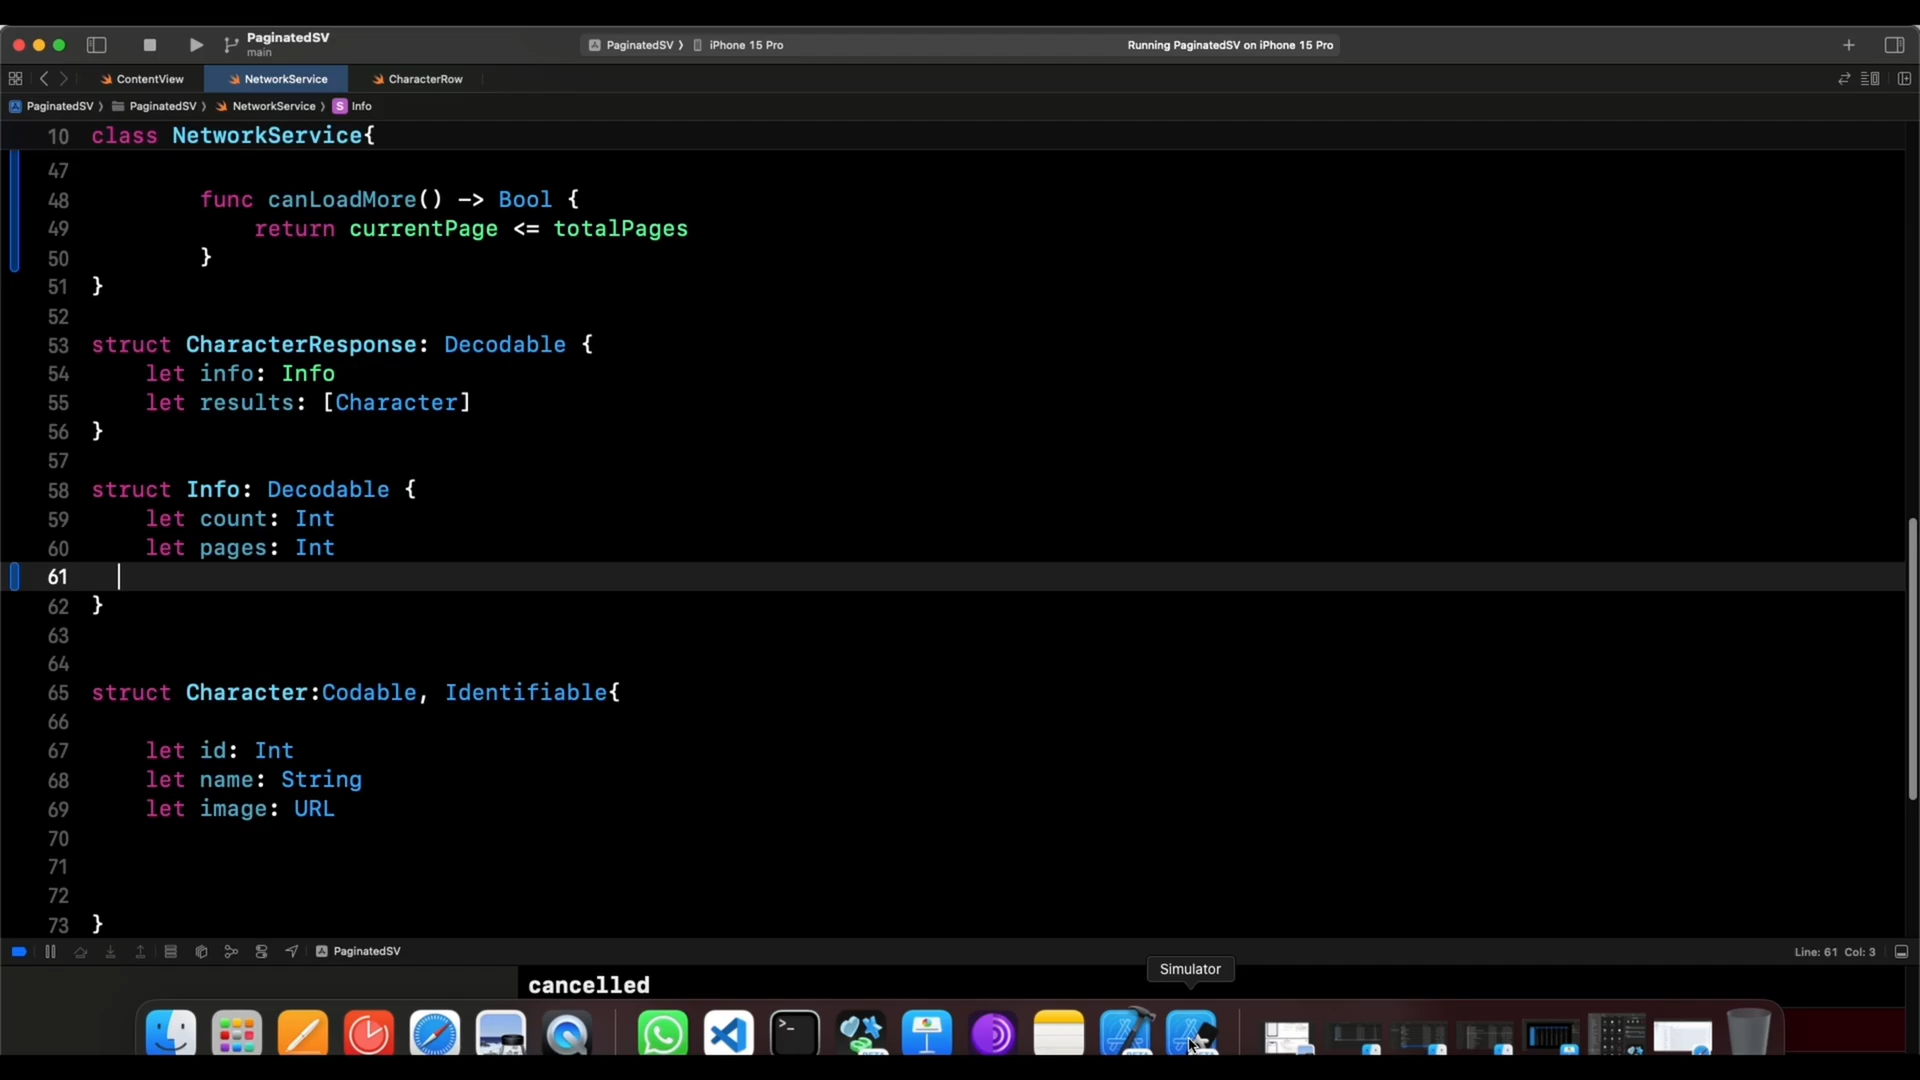 PaginatedSV
main
PaginatedSV 〉 iPhone 15 Pro
Running PaginatedSV on iPhone 15 Pro
ContentView
NetworkService
CharacterRow
PaginatedSV 〉 PaginatedSV 〉 NetworkService 〉 S Info
10 class NetworkService{
47
48 func canLoadMore() -> Bool {
49 return currentPage <= totalPages
50 }
51 }
52
53 struct CharacterResponse: Decodable {
54 let info: Info
55 let results: [Character]
56 }
57
58 struct Info: Decodable {
59 let count: Int
60 let pages: Int
61
62 }
63
64
65 struct Character:Codable, Identifiable{
66
67 let id: Int
68 let name: String
69 let image: URL
70
71
72
73 }
PaginatedSV
Line: 61 Col: 3
Simulator
cancelled